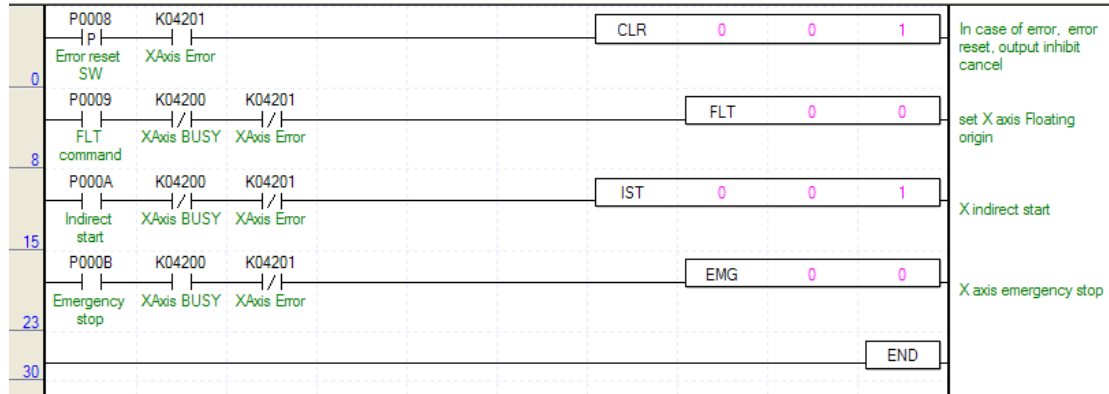 P0008 K04201
P CLR 0 0 1
Error reset SW XAxis Error
In case of error, error
reset, output inhibit
cancel
0
P0009 K04200 K04201
FLT 0 0
FLT command XAxis BUSY XAxis Error
set X axis Floating
origin
8
P000A K04200 K04201
IST 0 0 1
Indirect start XAxis BUSY XAxis Error
X indirect start
15
P000B K04200 K04201
EMG 0 0
Emergency stop XAxis BUSY XAxis Error
X axis emergency stop
23
END
30